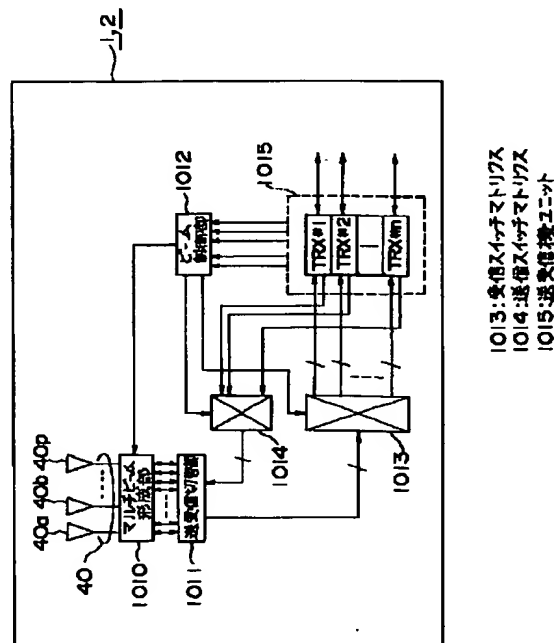 1,2
40a
40b
40p
40
マルチビーム
形成部
1010
送受信切替部
1011
ビーム
制御部
1012
1014
1013
1015
TRX#1
TRX#2
TRX#n
1013:受信スイッチマトリクス
1014:送信スイッチマトリクス
1015:送受信機ユニット